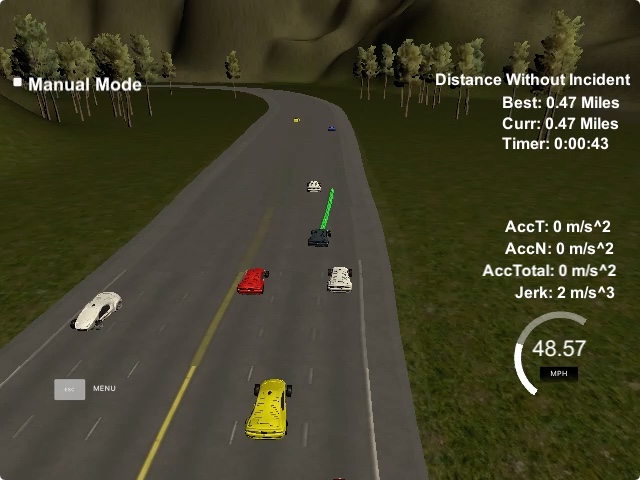 Manual Mode
Distance Without Incident
Best: 0.47 Miles
Curr: 0.47 Miles
Timer: 0:00:43
AccT: 0 m/s^2
AccN: 0 m/s^2
AccTotal: 0 m/s^2
Jerk: 2 m/s^3
48.57
MPH
ESC MENU